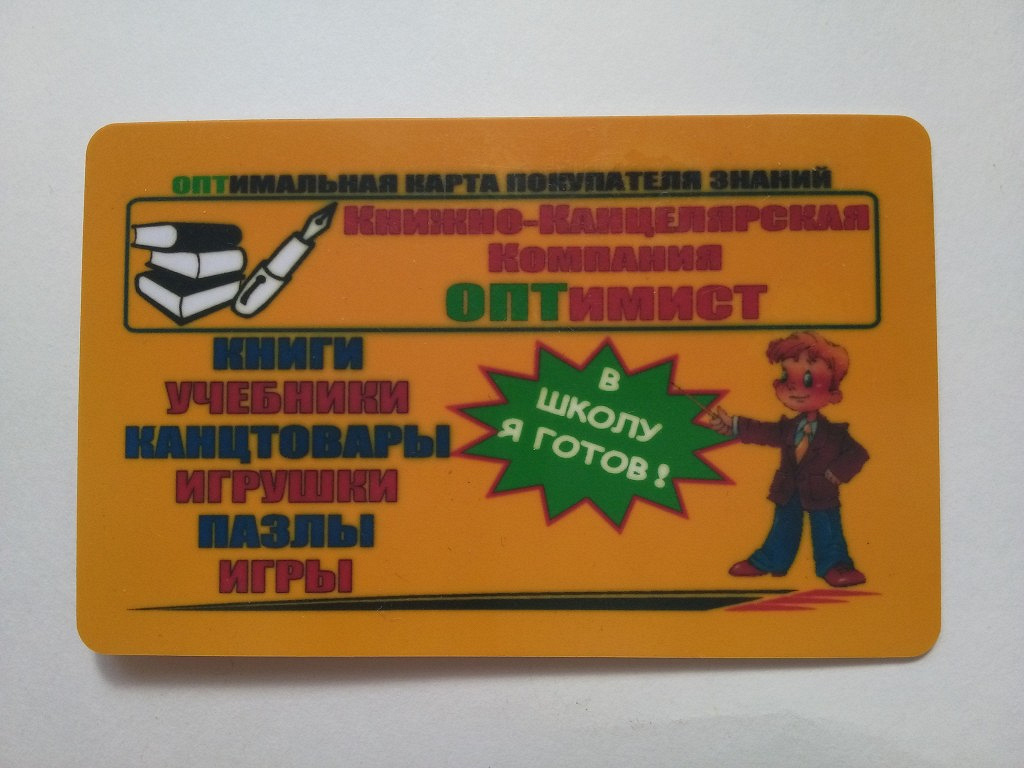 ОПТИМАЛЬНАЯ КАРТА ПОКУПАТЕЛЯ ЗНАНИЙ
КНИЖНО-КАНЦЕЛЯРСКАЯ
КОМПАНИЯ
ОПТИМИСТ
КНИГИ
УЧЕБНИКИ
КАНЦТОВАРЫ
ИГРУШКИ
ПАЗЛЫ
ИГРЫ
В
ШКОЛУ
Я ГОТОВ!